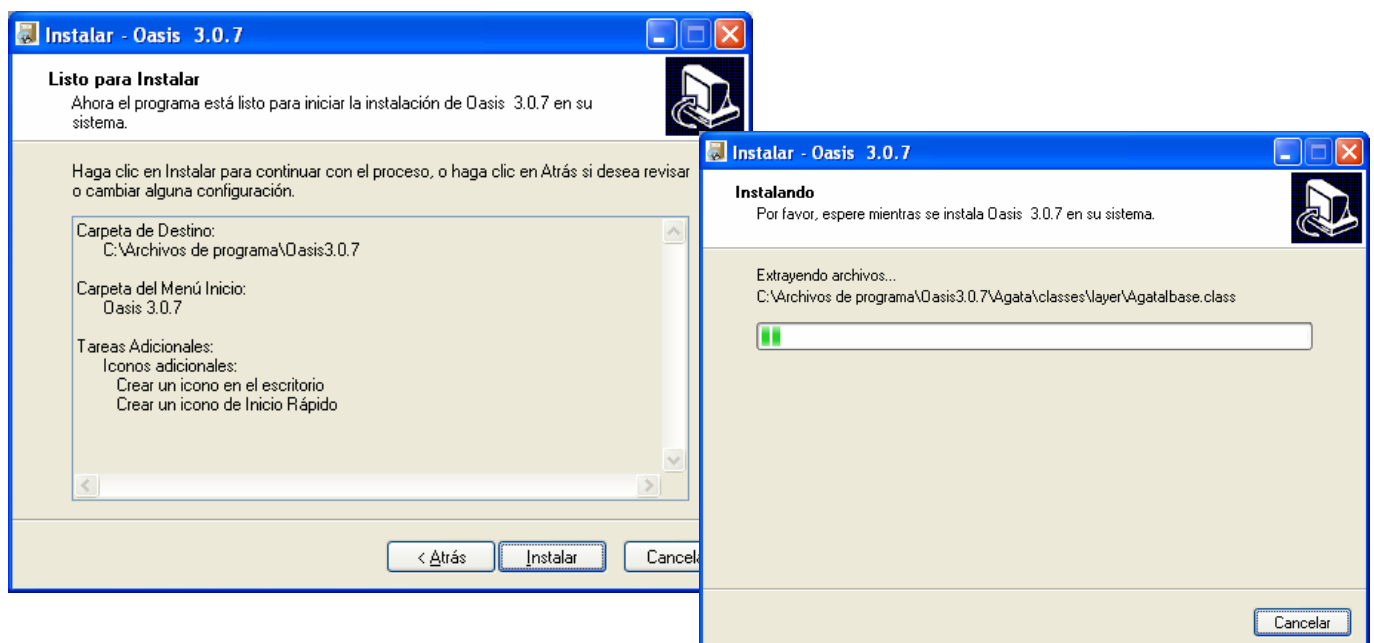 Instalar - Oasis 3.0.7
Listo para Instalar
Ahora el programa está listo para iniciar la instalación de Oasis 3.0.7 en su
sistema.
Haga clic en Instalar para continuar con el proceso, o haga clic en Atrás si desea revisar
o cambiar alguna configuración.
Carpeta de Destino:
C:\Archivos de programa\Oasis3.0.7
Carpeta del Menú Inicio:
Oasis 3.0.7
Tareas Adicionales:
Iconos adicionales:
Crear un icono en el escritorio
Crear un icono de Inicio Rápido
< Atrás
Instalar
Cancela
Instalar - Oasis 3.0.7
Instalando
Por favor, espere mientras se instala Oasis 3.0.7 en su sistema.
Extrayendo archivos...
C:\Archivos de programa\Oasis3.0.7\Agata\classes\layer\Agatalbase.class
Cancelar